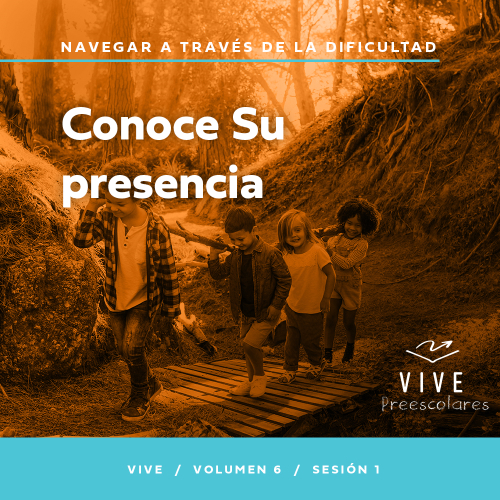 NAVEGAR A TRAVÉS DE LA DIFICULTAD
Conoce Su
presencia
VIVE
Preescolares
VIVE / VOLUMEN 6 / SESIÓN 1